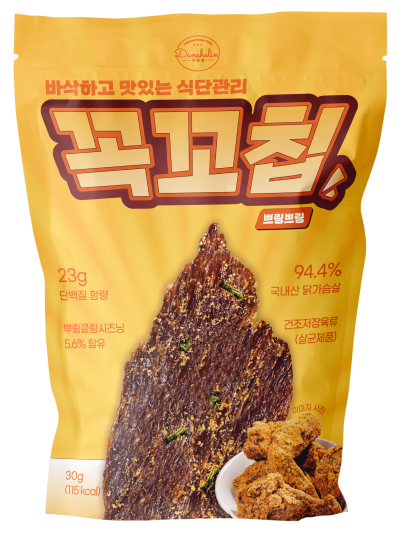 Danchelin
바삭하고 맛있는 식단관리
꼭꼬칩
쁘링쁘링
23g
단백질 함량
94.4%
국내산 닭가슴살
뿌링클링시즈닝
5.6% 함유
건조저장육류
(살균제품)
이미지 사진
30g
(115 kcal)